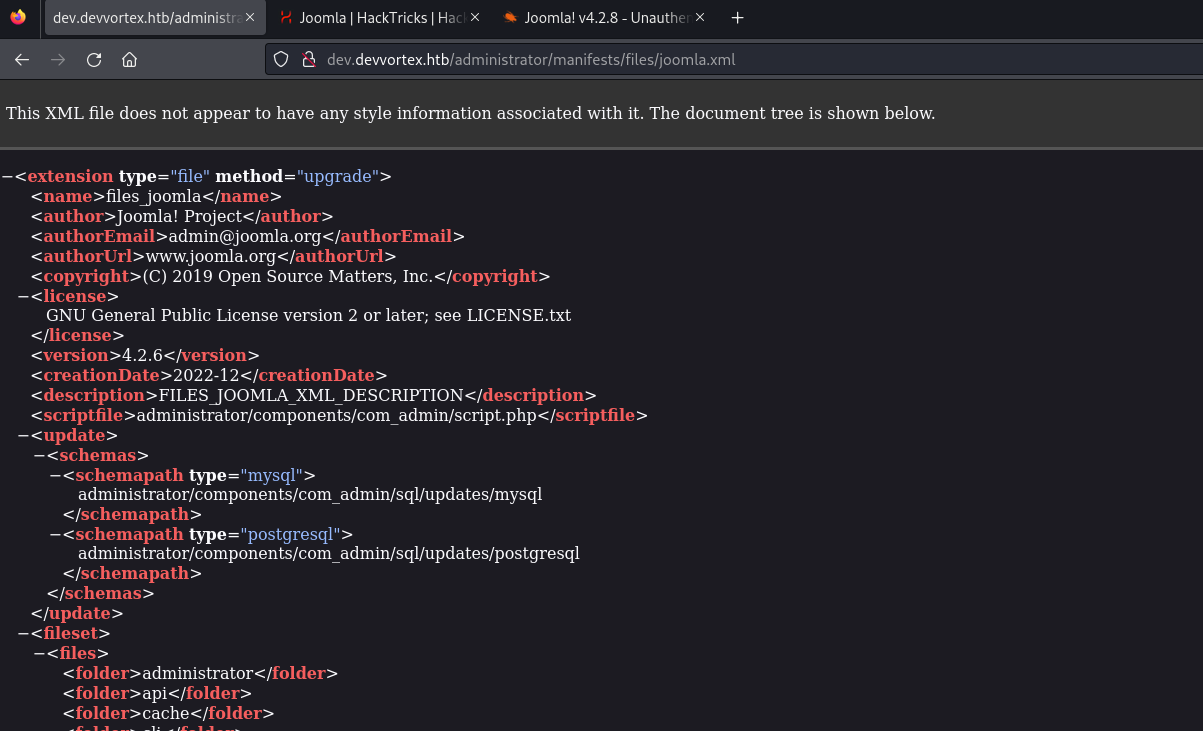 dev.devvortex.htb/administra
Joomla | HackTricks | Hac
Joomla! v4.2.8 - Unauther
dev.devvortex.htb/administrator/manifests/files/joomla.xml
This XML file does not appear to have any style information associated with it. The document tree is shown below.
−<extension type="file" method="upgrade">
<name>files_joomla</name>
<author>Joomla! Project</author>
<authorEmail>admin@joomla.org</authorEmail>
<authorUrl>www.joomla.org</authorUrl>
<copyright>(C) 2019 Open Source Matters, Inc.</copyright>
−<license>
GNU General Public License version 2 or later; see LICENSE.txt
</license>
<version>4.2.6</version>
<creationDate>2022-12</creationDate>
<description>FILES_JOOMLA_XML_DESCRIPTION</description>
<scriptfile>administrator/components/com_admin/script.php</scriptfile>
−<update>
−<schemas>
−<schemapath type="mysql">
administrator/components/com_admin/sql/updates/mysql
</schemapath>
−<schemapath type="postgresql">
administrator/components/com_admin/sql/updates/postgresql
</schemapath>
</schemas>
</update>
−<fileset>
−<files>
<folder>administrator</folder>
<folder>api</folder>
<folder>cache</folder>
<folder>cli</folder>